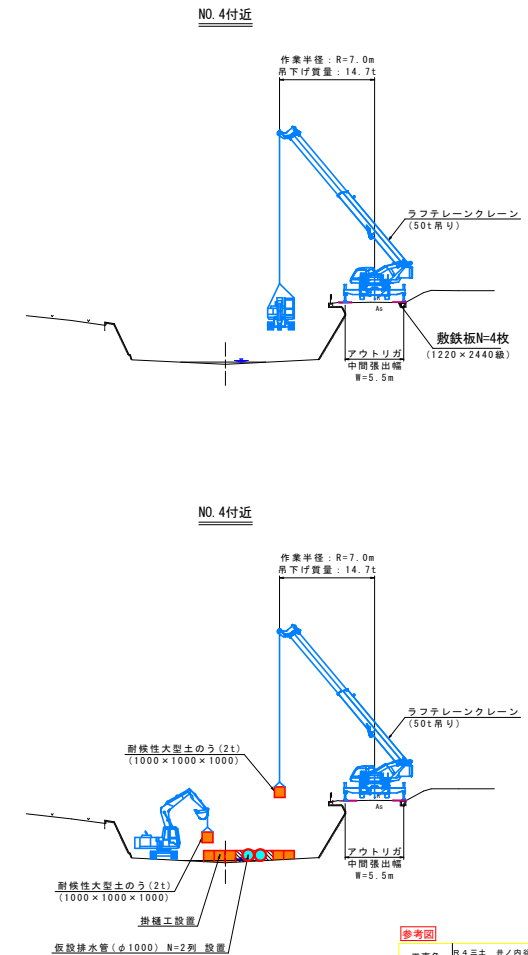 NO.4付近
作業半径：R=7.0m
吊下げ質量：14.7t
ラフテレーンクレーン
(50t吊り)
As
敷鉄板N=4枚
(1220×2440級)
アウトリガ
中間張出幅
W=5.5m
NO.4付近
作業半径：R=7.0m
吊下げ質量：14.7t
ラフテレーンクレーン
(50t吊り)
耐候性大型土のう(2t)
(1000×1000×1000)
As
アウトリガ
中間張出幅
W=5.5m
耐候性大型土のう(2t)
(1000×1000×1000)
掛樋工設置
仮設排水管(φ1000) N=2列 設置
参考図